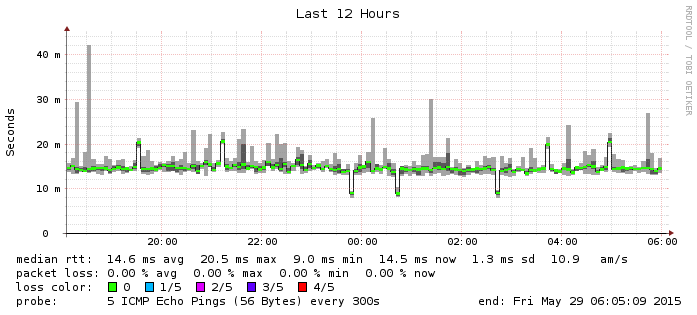 Last 12 Hours
RRDTOOL / TOBI OETIKER
Seconds
40 m
30 m
20 m
10 m
0
20:00 22:00 00:00 02:00 04:00 06:00
median rtt: 14.6 ms avg 20.5 ms max 9.0 ms min 14.5 ms now 1.3 ms sd 10.9 am/s
packet loss: 0.00 % avg 0.00 % max 0.00 % min 0.00 % now
loss color: 0 1/5 2/5 3/5 4/5
probe: 5 ICMP Echo Pings (56 Bytes) every 300s end: Fri May 29 06:05:09 2015